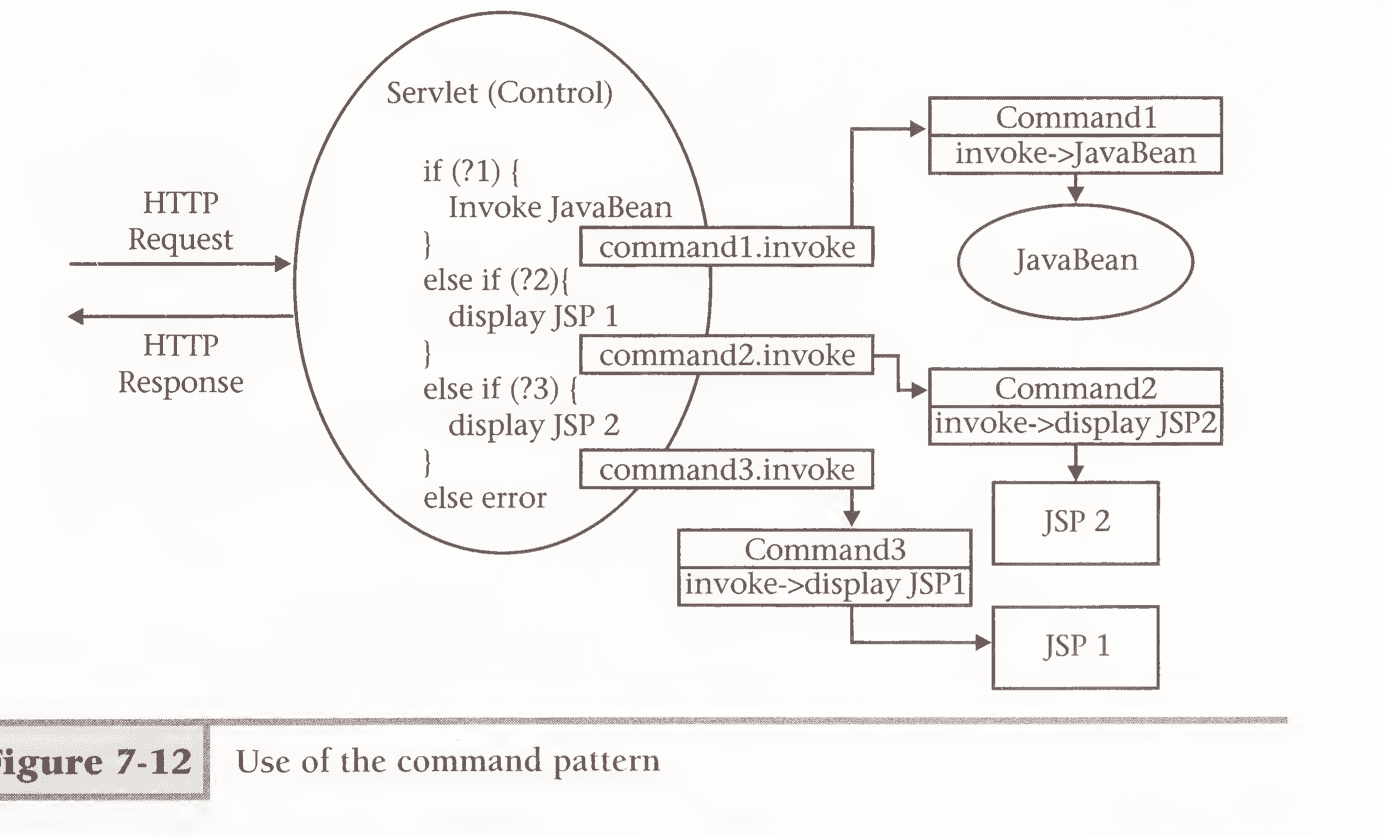 Servlet (Control)
if (?1) {
Invoke JavaBean
}
else if (?2){
display JSP 1
}
else if (?3) {
display JSP 2
}
else error
HTTP
Request
HTTP
Response
command1.invoke
command2.invoke
command3.invoke
Command1
invoke->JavaBean
JavaBean
Command2
invoke->display JSP2
JSP 2
Command3
invoke->display JSP1
JSP 1
igure 7-12 Use of the command pattern